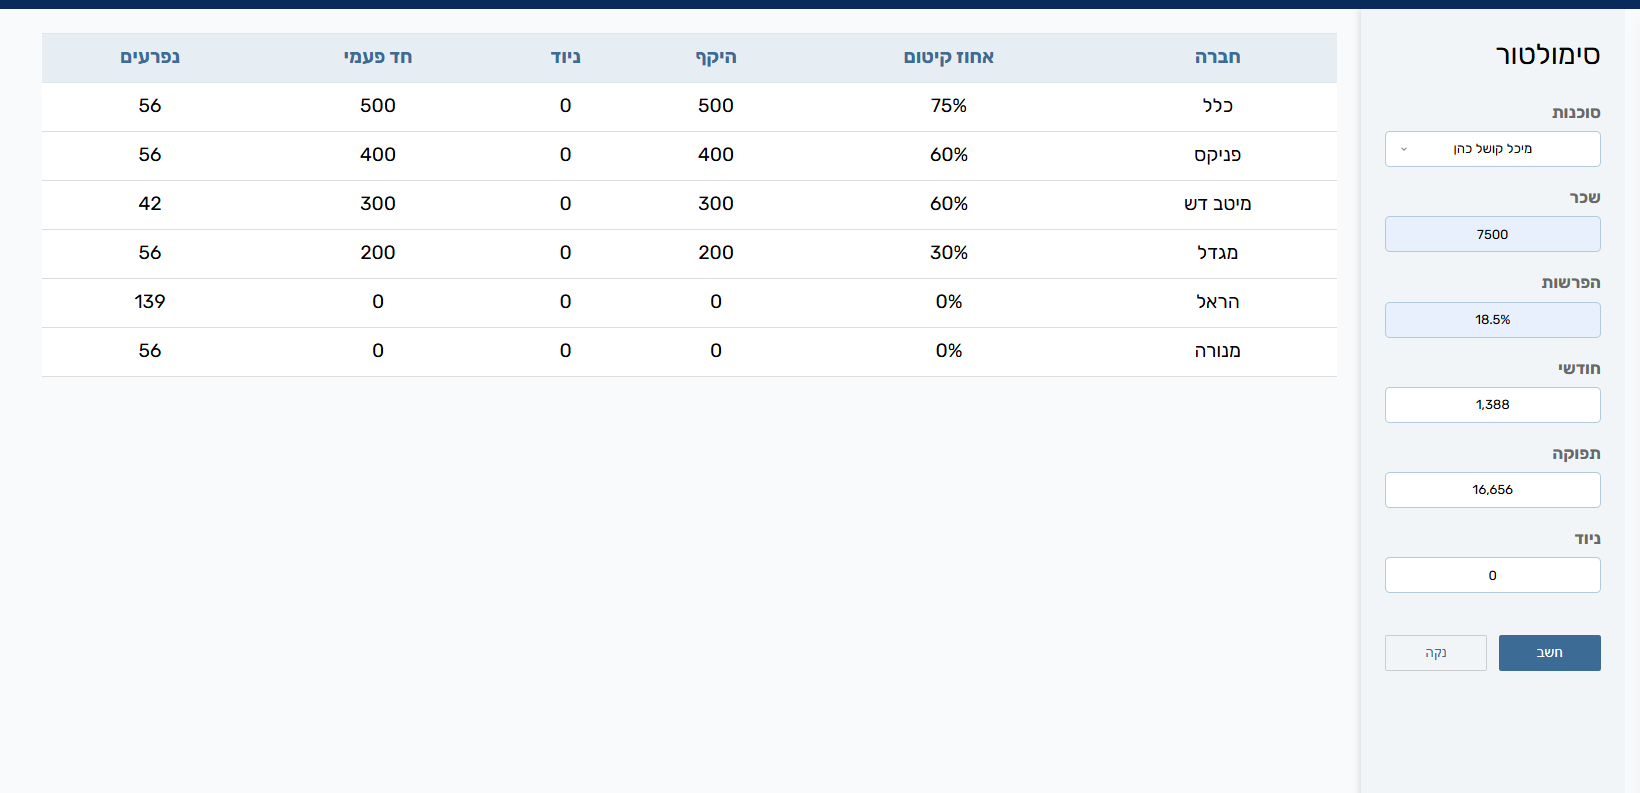 סימולטור
סוכנות
מיכל קושל כהן
שכר
7500
הפרשות
18.5%
חודשי
1,388
תפוקה
16,656
ניוד
0
חשב נקה
חברה אחוז קיטום היקף ניוד חד פעמי נפרעים
כלל 75% 500 0 500 56
פניקס 60% 400 0 400 56
מיטב דש 60% 300 0 300 42
מגדל 30% 200 0 200 56
הראל 0% 0 0 0 139
מנורה 0% 0 0 0 56